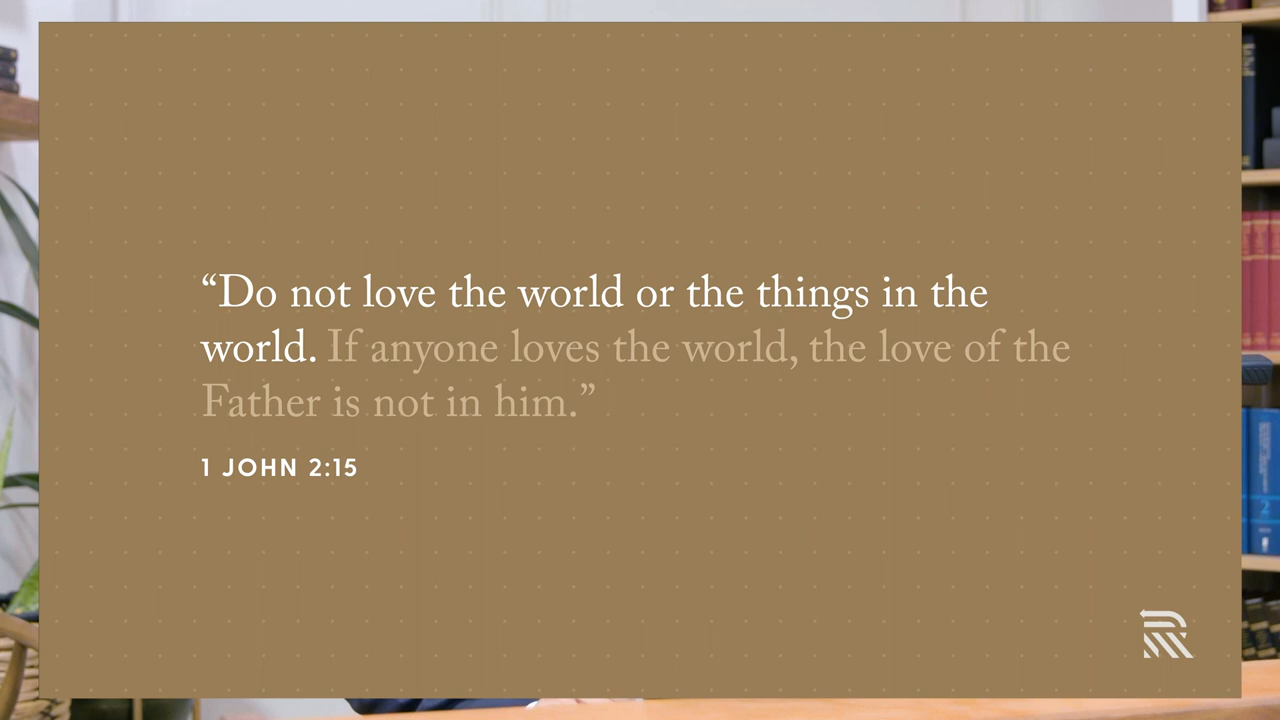 “Do not love the world or the things in the
world. If anyone loves the world, the love of the
Father is not in him.”
1 JOHN 2:15
2